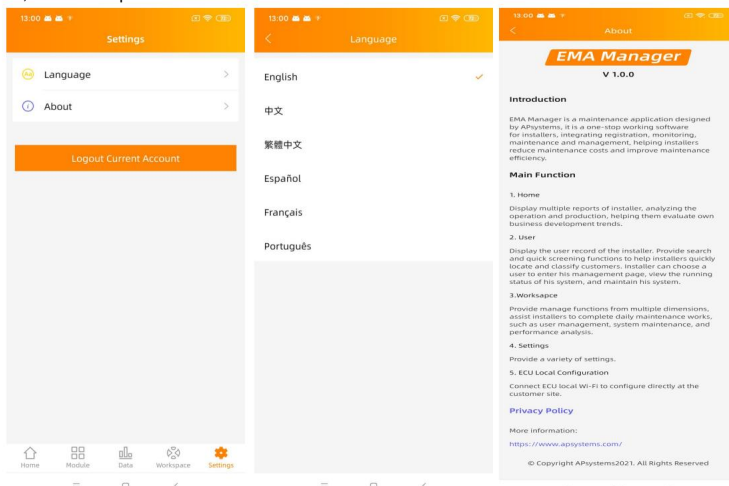 13:00
Settings
Language
About
Logout Current Account
Home
Module
Data
Workspace
Settings
13:00
Language
English
中文
繁體中文
Español
Français
Português
13:00
About
EMA Manager
V 1.0.0
Introduction
EMA Manager is a maintenance application designed
by APsystems, it is a one-stop working software
for installers, integrating registration, monitoring,
maintenance and management, helping installers
reduce maintenance costs and improve maintenance
efficiency.
Main Function
1. Home
Display multiple reports of installer, analyzing the
operation and production, helping them evaluate own
business development trends.
2. User
Display the user record of the installer. Provide search
and quick screening functions to help installers quickly
locate and classify customers. Installer can choose a
user to enter his management page, view the running
status of his system, and maintain his system.
3.Worksapce
Provide manage functions from multiple dimensions,
assist installers to complete daily maintenance works,
such as user management, system maintenance, and
performance analysis.
4. Settings
Provide a variety of settings.
5. ECU Local Configuration
Connect ECU local Wi-Fi to configure directly at the
customer site.
Privacy Policy
More information:
https://www.apsystems.com/
© Copyright APsystems2021. All Rights Reserved